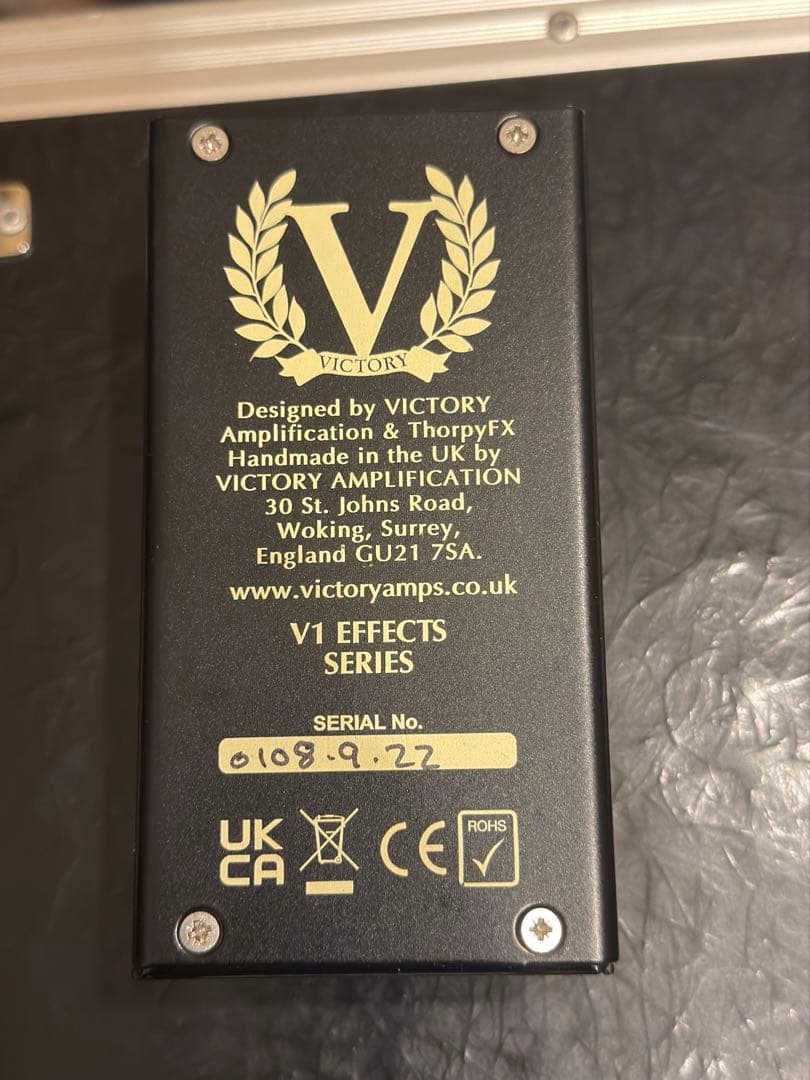 V
VICTORY
Designed by VICTORY
Amplification & ThorpyFX
Handmade in the UK by
VICTORY AMPLIFICATION
30 St. Johns Road,
Woking, Surrey,
England GU21 7SA.
www.victoryamps.co.uk
V1 EFFECTS
SERIES
SERIAL No.
0108.9.22
UK
CA
CE
ROHS